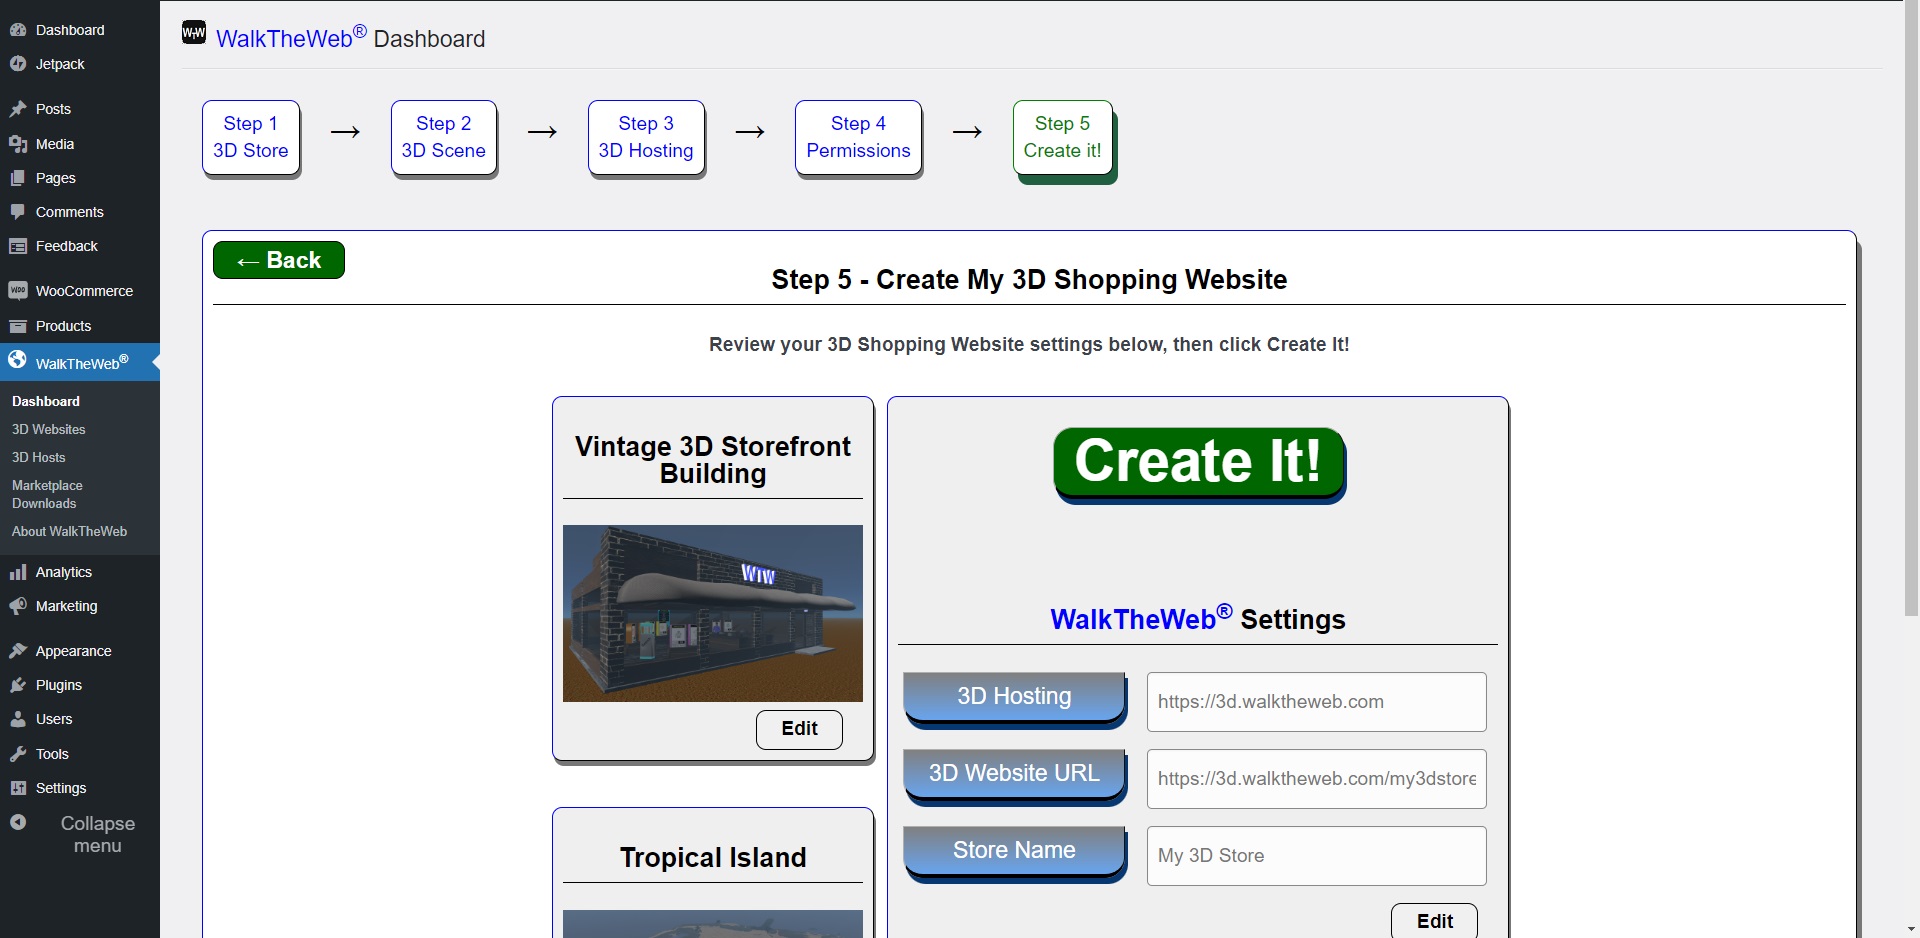 Dashboard
Jetpack
Posts
Media
Pages
Comments
Feedback
WooCommerce
Products
WalkTheWeb®
Dashboard
3D Websites
3D Hosts
Marketplace
Downloads
About WalkTheWeb
Analytics
Marketing
Appearance
Plugins
Users
Tools
Settings
Collapse
menu
WTW WalkTheWeb® Dashboard
Step 1
3D Store
→
Step 2
3D Scene
→
Step 3
3D Hosting
→
Step 4
Permissions
→
Step 5
Create it!
← Back
Step 5 - Create My 3D Shopping Website
Review your 3D Shopping Website settings below, then click Create It!
Vintage 3D Storefront
Building
WTW
Edit
Tropical Island
Create It!
WalkTheWeb® Settings
3D Hosting
https://3d.walktheweb.com
3D Website URL
https://3d.walktheweb.com/my3dstore
Store Name
My 3D Store
Edit